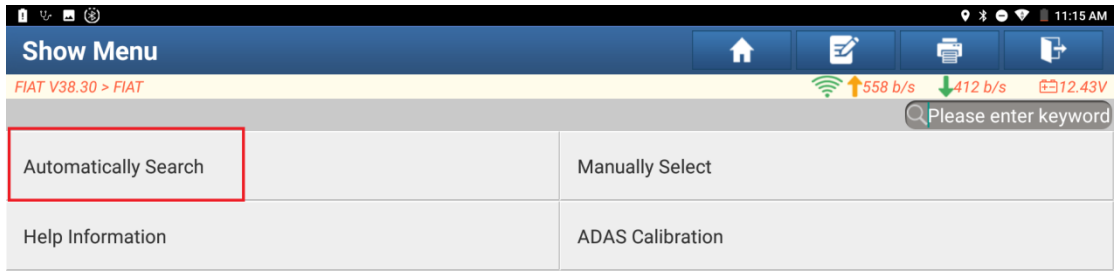 11:15 AM
Show Menu
FIAT V38.30 > FIAT
558 b/s 412 b/s 12.43V
Please enter keyword
Automatically Search Manually Select
Help Information ADAS Calibration